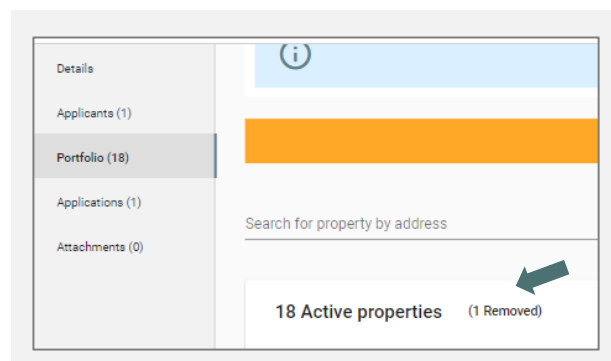 Details
Applicants (1)
Portfolio (18)
Applications (1)
Attachments (0)
Search for property by address
18 Active properties (1 Removed)